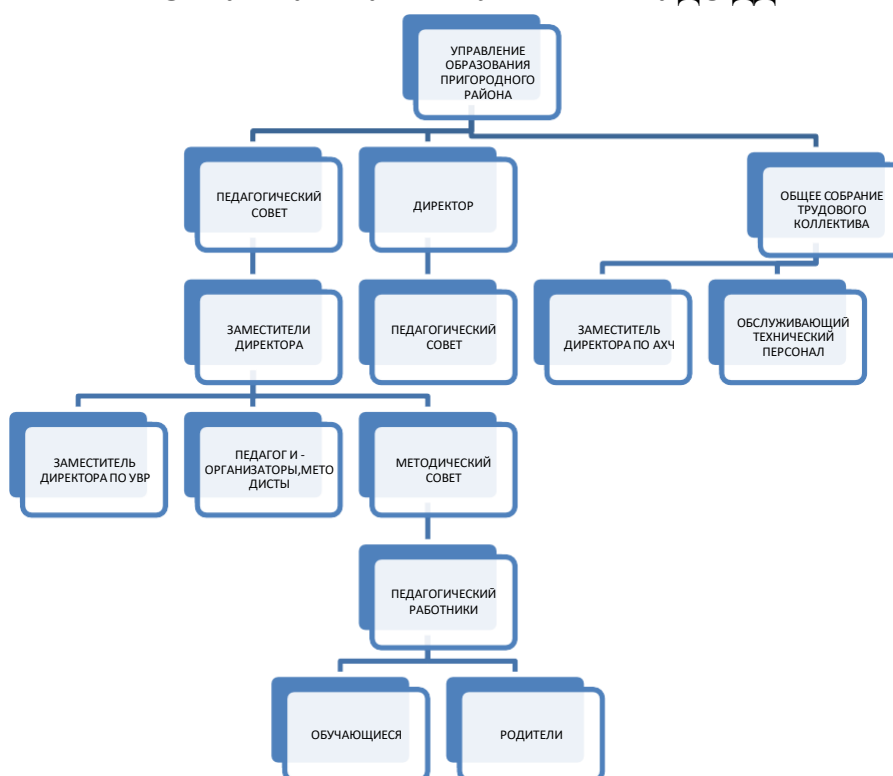 УПРАВЛЕНИЕ
ОБРАЗОВАНИЯ
ПРИГОРОДНОГО
РАЙОНА
ПЕДАГОГИЧЕСКИЙ
СОВЕТ
ДИРЕКТОР
ОБЩЕЕ СОБРАНИЕ
ТРУДОВОГО
КОЛЛЕКТИВА
ЗАМЕСТИТЕЛИ
ДИРЕКТОРА
ПЕДАГОГИЧЕСКИЙ
СОВЕТ
ЗАМЕСТИТЕЛЬ
ДИРЕКТОРА ПО АХЧ
ОБСЛУЖИВАЮЩИЙ
ТЕХНИЧЕСКИЙ
ПЕРСОНАЛ
ЗАМЕСТИТЕЛЬ
ДИРЕКТОРА ПО УВР
ПЕДАГОГ И -
ОРГАНИЗАТОРЫ,МЕТО
ДИСТЫ
МЕТОДИЧЕСКИЙ
СОВЕТ
ПЕДАГОГИЧЕСКИЙ
РАБОТНИКИ
ОБУЧАЮЩИЕСЯ
РОДИТЕЛИ